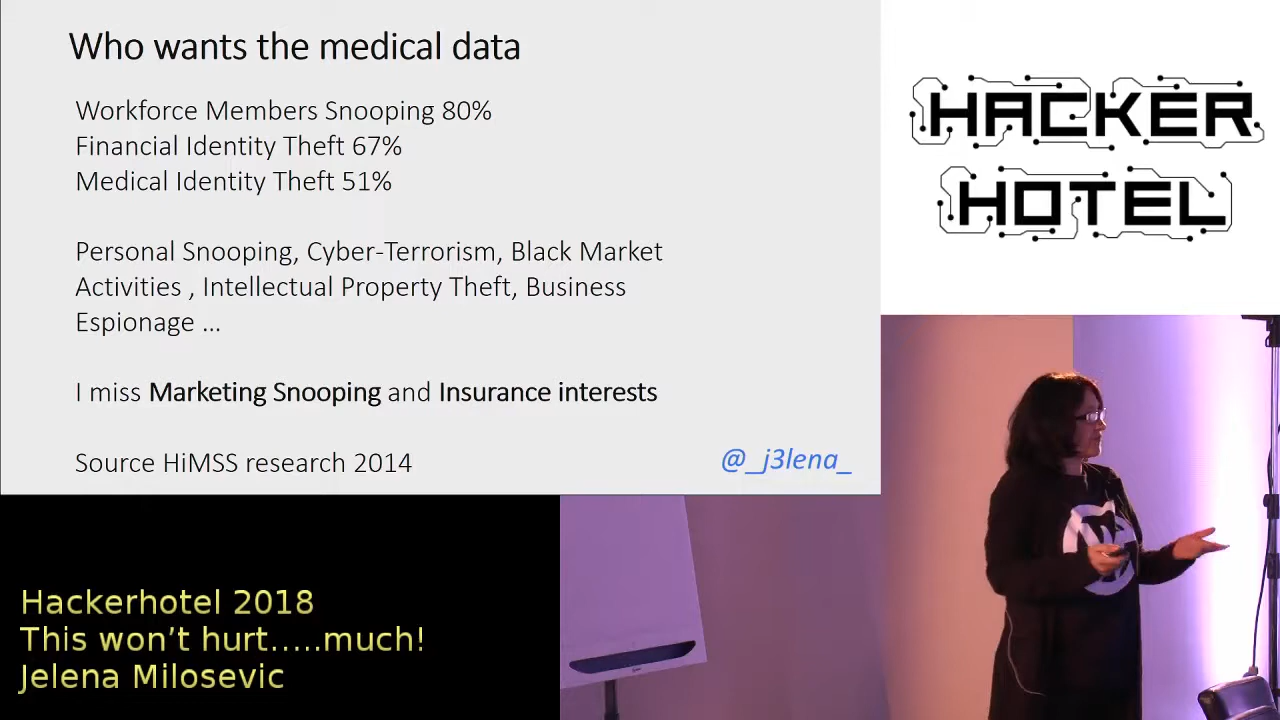 Who wants the medical data
Workforce Members Snooping 80%
Financial Identity Theft 67%
Medical Identity Theft 51%
Personal Snooping, Cyber-Terrorism, Black Market
Activities , Intellectual Property Theft, Business
Espionage ...
I miss Marketing Snooping and Insurance interests
Source HiMSS research 2014
@_j3lena_
HACKER
HOTEL
Hackerhotel 2018
This won't hurt.....much!
Jelena Milosevic